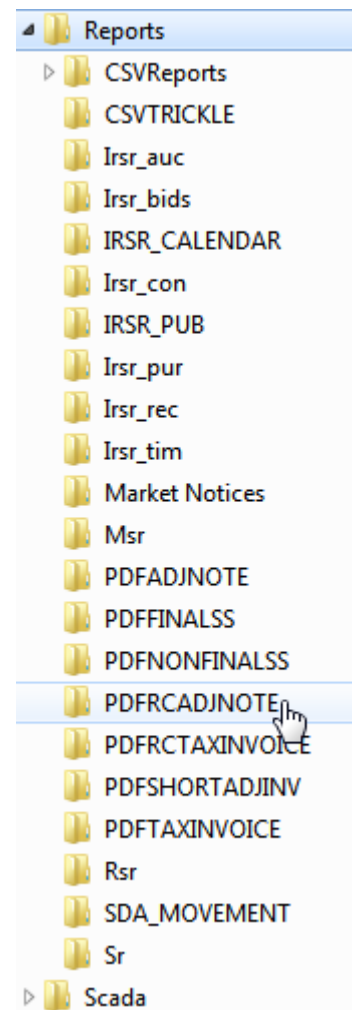 Reports
CSVReports
CSVTRICKLE
Irsr_auc
Irsr_bids
IRSR_CALENDAR
Irsr_con
IRSR_PUB
Irsr_pur
Irsr_rec
Irsr_tim
Market Notices
Msr
PDFADJNOTE
PDFFINALSS
PDFNONFINALSS
PDFRCADJNOTE
PDFRCTAXINVOICE
PDFSHORTADJINV
PDFTAXINVOICE
Rsr
SDA_MOVEMENT
Sr
Scada